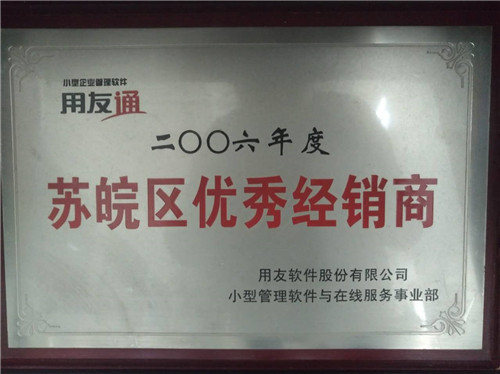 小型企业管理软件
用友通
二〇〇六年度
苏皖区优秀经销商
用友软件股份有限公司
小型管理软件与在线服务事业部